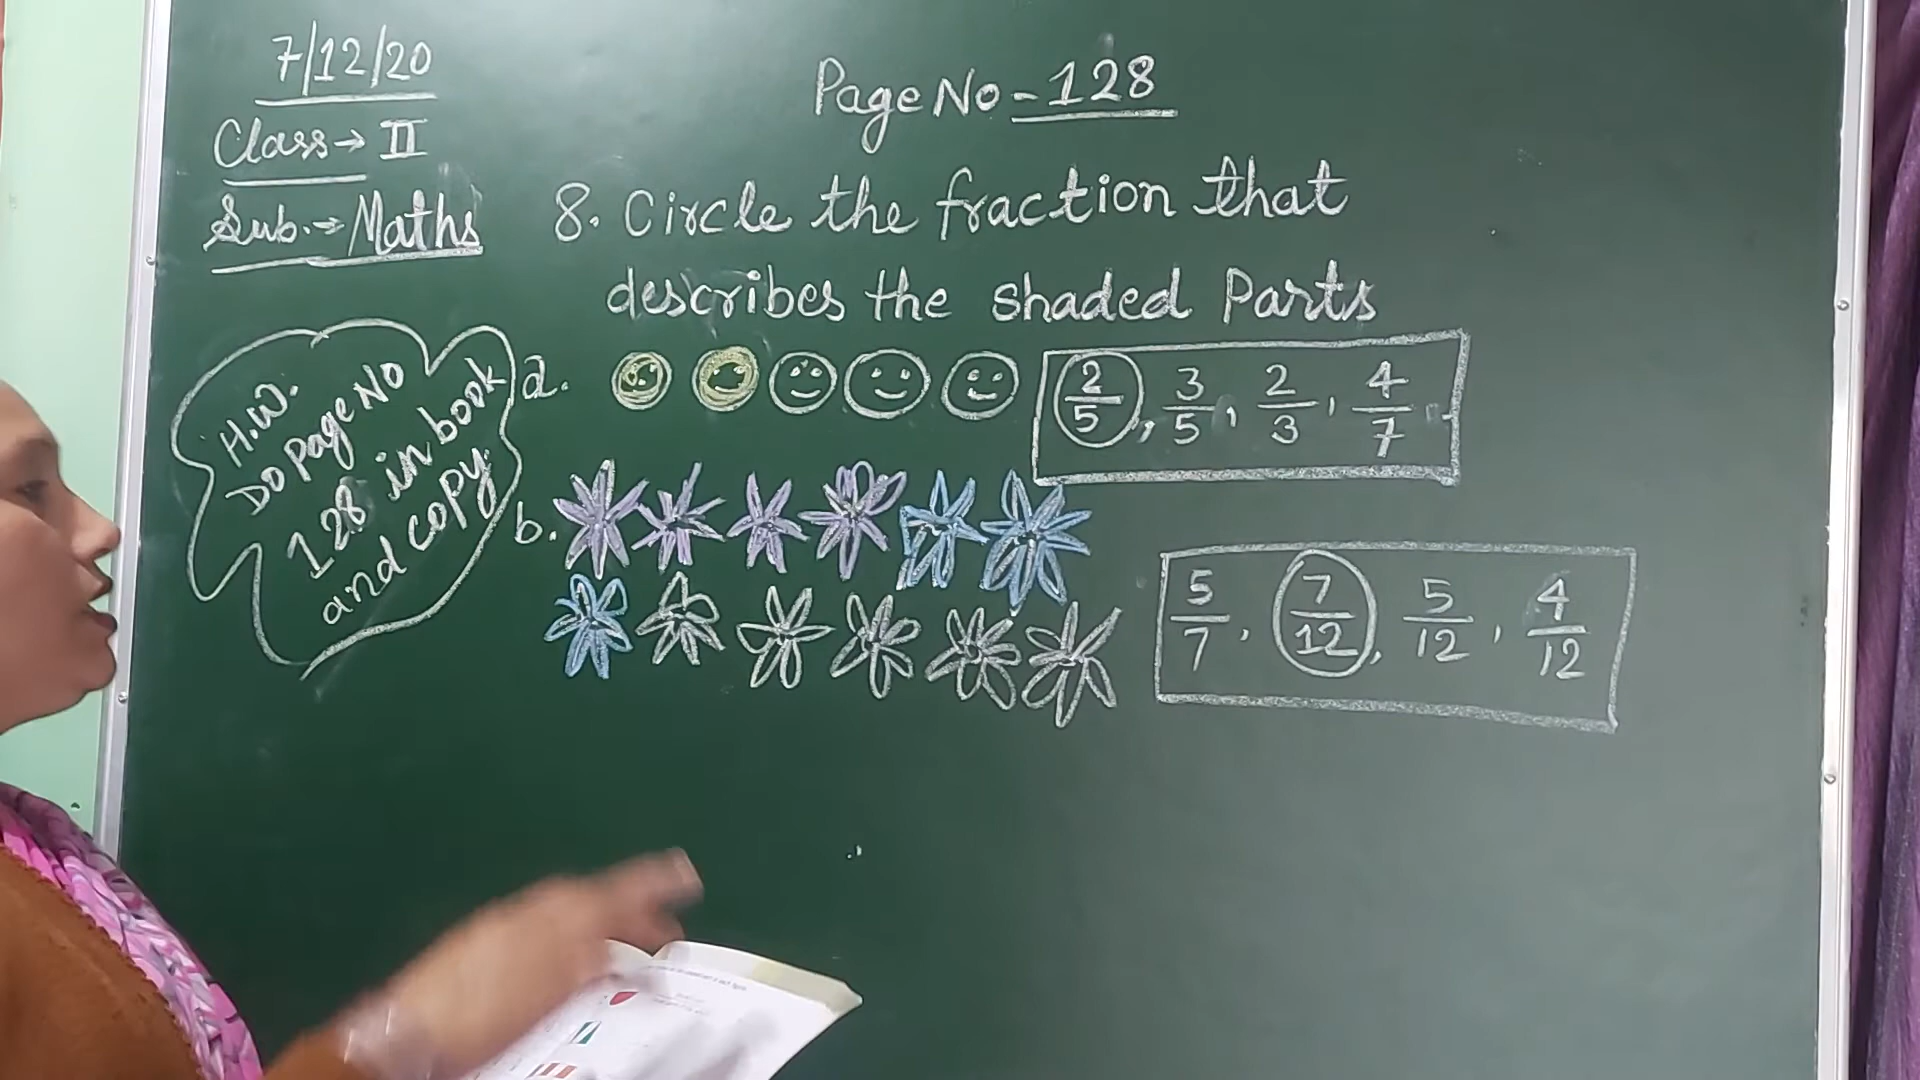 7/12/20
Class→ II
Sub.→ Maths
Page No - 128
8. Circle the fraction that
describes the shaded Parts
H.W.
Do page No
128 in book
and copy.
a.
2/5, 3/5, 2/3, 4/7
b.
5/7, 7/12, 5/12, 4/12